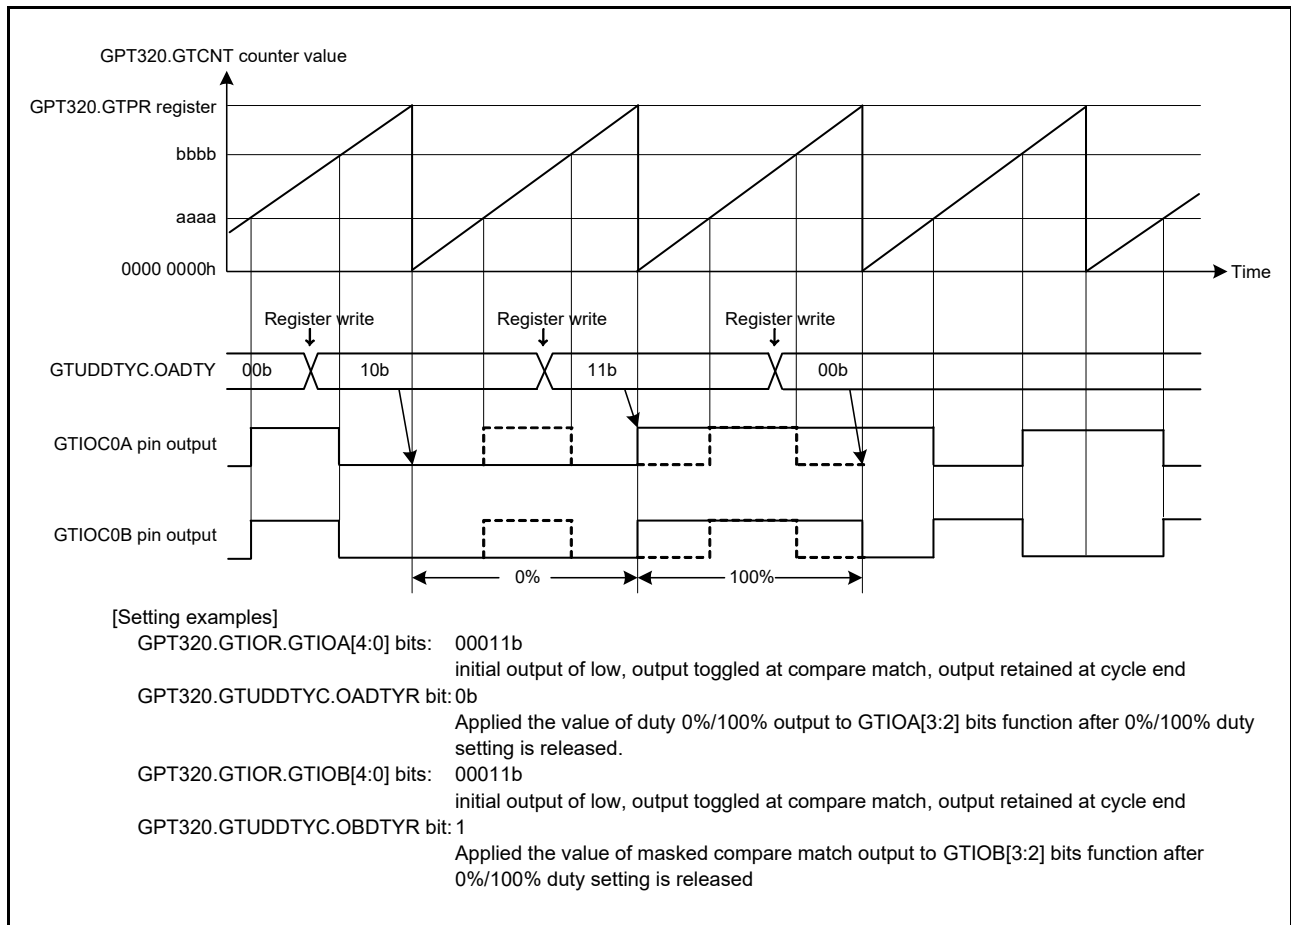 GPT320.GTCNT counter value
GPT320.GTPR register
bbbb
aaaa
0000 0000h
Time
Register write Register write Register write
GTUDDTYC.OADTY 00b 10b 11b 00b
GTIOC0A pin output
GTIOC0B pin output
0% 100%
[Setting examples]
GPT320.GTIOR.GTIOA[4:0] bits: 00011b
initial output of low, output toggled at compare match, output retained at cycle end
GPT320.GTUDDTYC.OADTYR bit: 0b
Applied the value of duty 0%/100% output to GTIOA[3:2] bits function after 0%/100% duty
setting is released.
GPT320.GTIOR.GTIOB[4:0] bits: 00011b
initial output of low, output toggled at compare match, output retained at cycle end
GPT320.GTUDDTYC.OBDTYR bit: 1
Applied the value of masked compare match output to GTIOB[3:2] bits function after
0%/100% duty setting is released